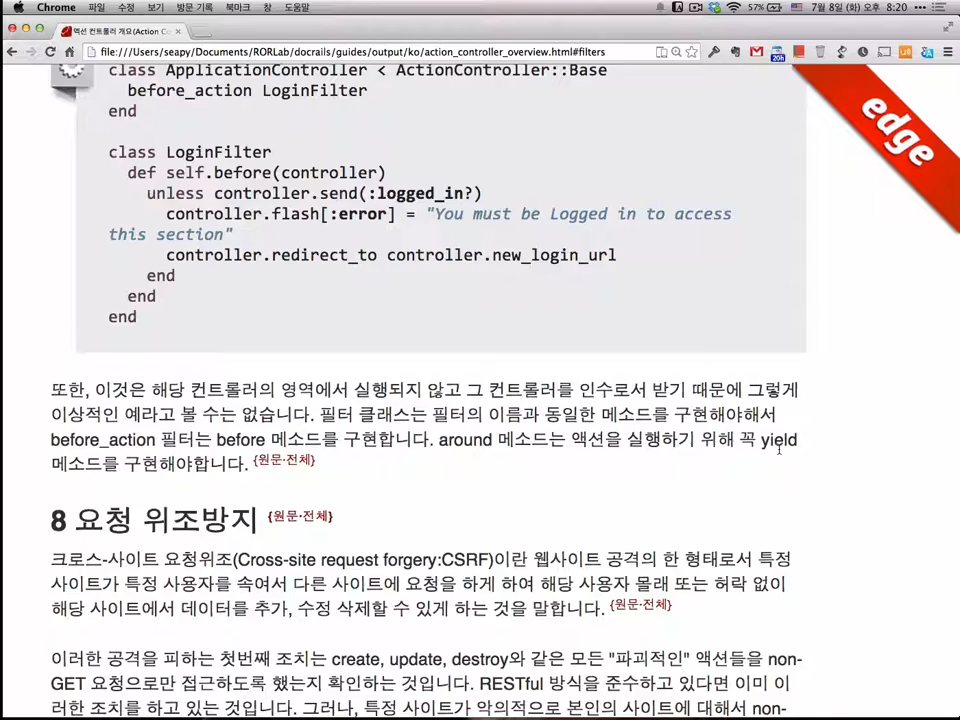 Chrome 파일 수정 보기 방문 기록 북마크 창 도움말 57% 7월 8일 (화) 오후 8:20
액션 컨트롤러 개요(Action C
file:///Users/seapy/Documents/RORLab/docrails/guides/output/ko/action_controller_overview.html#filters
20h
edge
class ApplicationController < ActionController::Base
before_action LoginFilter
end
class LoginFilter
def self.before(controller)
unless controller.send(:logged_in?)
controller.flash[:error] = "You must be Logged in to access
this section"
controller.redirect_to controller.new_login_url
end
end
end
또한, 이것은 해당 컨트롤러의 영역에서 실행되지 않고 그 컨트롤러를 인수로서 받기 때문에 그렇게
이상적인 예라고 볼 수는 없습니다. 필터 클래스는 필터의 이름과 동일한 메소드를 구현해야해서
before_action 필터는 before 메소드를 구현합니다. around 메소드는 액션을 실행하기 위해 꼭 yield
메소드를 구현해야합니다. {원문·전체}
8 요청 위조방지 {원문·전체}
크로스-사이트 요청위조(Cross-site request forgery:CSRF)이란 웹사이트 공격의 한 형태로서 특정
사이트가 특정 사용자를 속여서 다른 사이트에 요청을 하게 하여 해당 사용자 몰래 또는 허락 없이
해당 사이트에서 데이터를 추가, 수정 삭제할 수 있게 하는 것을 말합니다. {원문·전체}
이러한 공격을 피하는 첫번째 조치는 create, update, destroy와 같은 모든 "파괴적인" 액션들을 non-
GET 요청으로만 접근하도록 했는지 확인하는 것입니다. RESTful 방식을 준수하고 있다면 이미 이
러한 조치를 하고 있는 것입니다. 그러나, 특정 사이트가 악의적으로 본인의 사이트에 대해서 non-